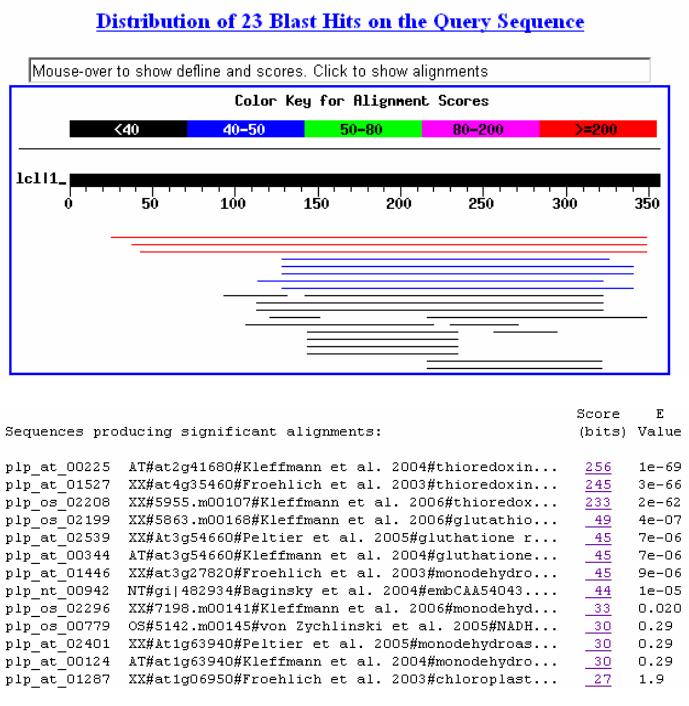 Distribution of 23 Blast Hits on the Query Sequence
Mouse-over to show defline and scores. Click to show alignments
Color Key for Alignment Scores
<40 40-50 50-80 80-200 >=200
lcl|1_
0 50 100 150 200 250 300 350
Score E
Sequences producing significant alignments: (bits) Value
plp_at_00225 AT#at2g41680#Kleffmann et al. 2004#thioredoxin... 256 1e-69
plp_at_01527 XX#at4g35460#Froehlich et al. 2003#thioredoxin... 245 3e-66
plp_os_02208 XX#5955.m00107#Kleffmann et al. 2006#thioredox... 233 2e-62
plp_os_02199 XX#5863.m00168#Kleffmann et al. 2006#glutathio... 49 4e-07
plp_at_02539 XX#At3g54660#Peltier et al. 2005#gluthatione r... 45 7e-06
plp_at_00344 AT#at3g54660#Kleffmann et al. 2004#gluthatione... 45 7e-06
plp_at_01446 XX#at3g27820#Froehlich et al. 2003#monodehydro... 45 9e-06
plp_nt_00942 NT#gi|482934#Baginsky et al. 2004#embCAA54043.... 44 1e-05
plp_os_02296 XX#7198.m00141#Kleffmann et al. 2006#monodehyd... 33 0.020
plp_os_00779 OS#5142.m00145#von Zychlinski et al. 2005#NADH... 30 0.29
plp_at_02401 XX#At1g63940#Peltier et al. 2005#monodehydroas... 30 0.29
plp_at_00124 AT#at1g63940#Kleffmann et al. 2004#monodehydro... 30 0.29
plp_at_01287 XX#at1g06950#Froehlich et al. 2003#chloroplast... 27 1.9